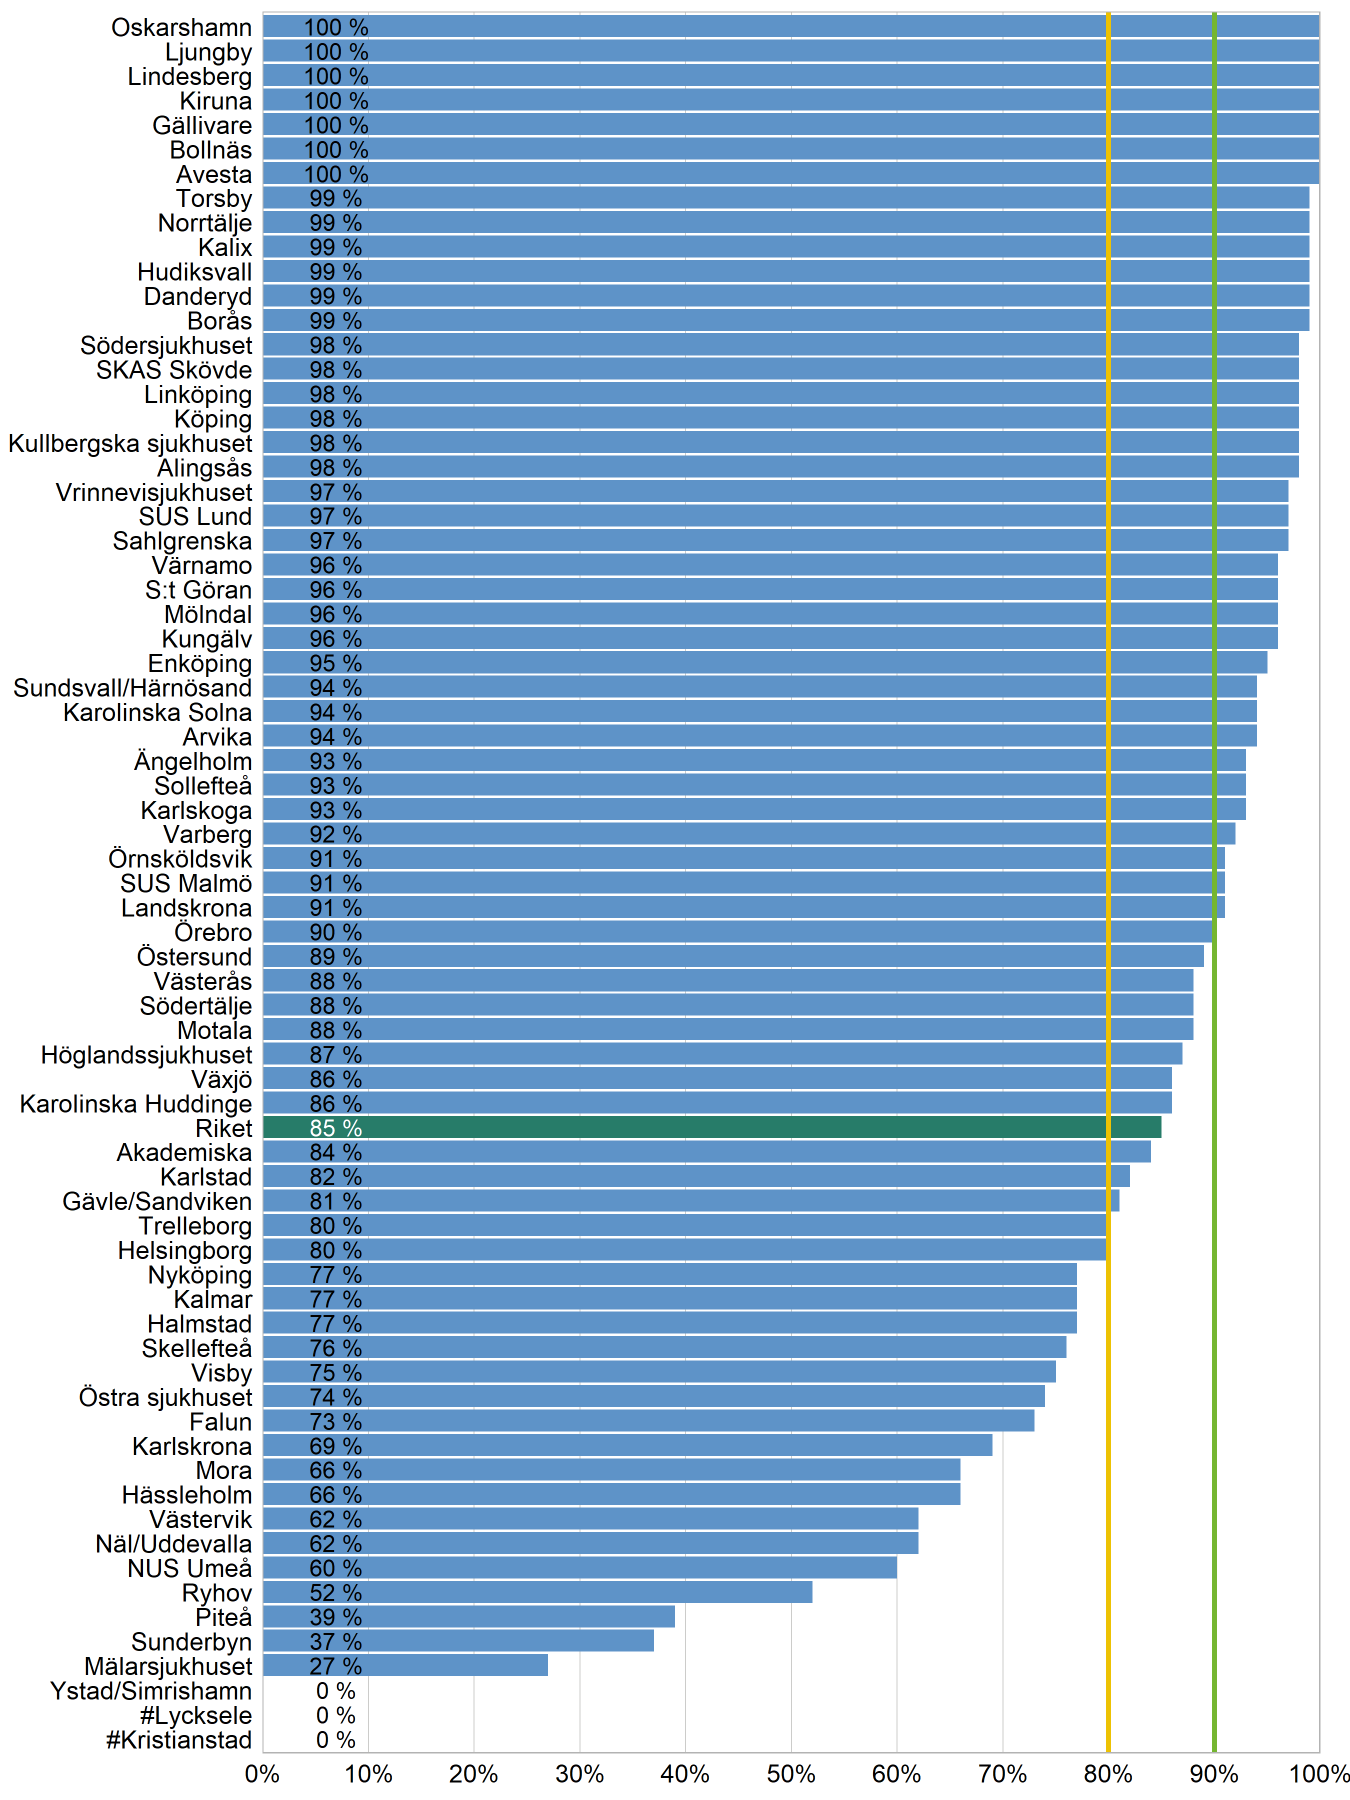 Oskarshamn 100 %
Ljungby 100 %
Lindesberg 100 %
Kiruna 100 %
Gällivare 100 %
Bollnäs 100 %
Avesta 100 %
Torsby 99 %
Norrtälje 99 %
Kalix 99 %
Hudiksvall 99 %
Danderyd 99 %
Borås 99 %
Södersjukhuset 98 %
SKAS Skövde 98 %
Linköping 98 %
Köping 98 %
Kullbergska sjukhuset 98 %
Alingsås 98 %
Vrinnevisjukhuset 97 %
SUS Lund 97 %
Sahlgrenska 97 %
Värnamo 96 %
S:t Göran 96 %
Mölndal 96 %
Kungälv 96 %
Enköping 95 %
Sundsvall/Härnösand 94 %
Karolinska Solna 94 %
Arvika 94 %
Ängelholm 93 %
Sollefteå 93 %
Karlskoga 93 %
Varberg 92 %
Örnsköldsvik 91 %
SUS Malmö 91 %
Landskrona 91 %
Örebro 90 %
Östersund 89 %
Västerås 88 %
Södertälje 88 %
Motala 88 %
Höglandssjukhuset 87 %
Växjö 86 %
Karolinska Huddinge 86 %
Riket 85 %
Akademiska 84 %
Karlstad 82 %
Gävle/Sandviken 81 %
Trelleborg 80 %
Helsingborg 80 %
Nyköping 77 %
Kalmar 77 %
Halmstad 77 %
Skellefteå 76 %
Visby 75 %
Östra sjukhuset 74 %
Falun 73 %
Karlskrona 69 %
Mora 66 %
Hässleholm 66 %
Västervik 62 %
Näl/Uddevalla 62 %
NUS Umeå 60 %
Ryhov 52 %
Piteå 39 %
Sunderbyn 37 %
Mälarsjukhuset 27 %
Ystad/Simrishamn 0 %
#Lycksele 0 %
#Kristianstad 0 %
0% 10% 20% 30% 40% 50% 60% 70% 80% 90% 100%